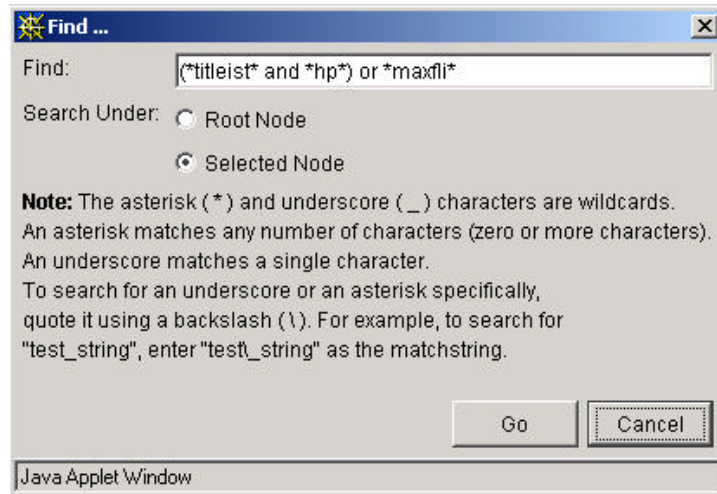 Find ...
Find: (*titleist* and *hp*) or *maxfli*
Search Under: Root Node
Selected Node
Note: The asterisk ( * ) and underscore ( _ ) characters are wildcards.
An asterisk matches any number of characters (zero or more characters).
An underscore matches a single character.
To search for an underscore or an asterisk specifically,
quote it using a backslash ( \ ). For example, to search for
"test_string", enter "test\_string" as the matchstring.
Go Cancel
Java Applet Window